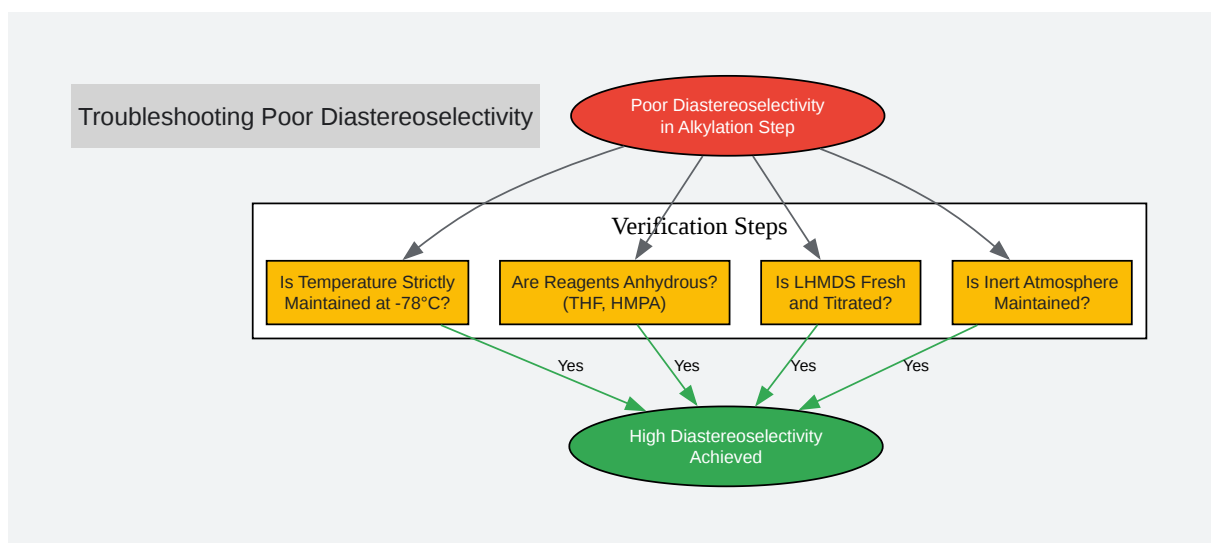 Troubleshooting Poor Diastereoselectivity
Poor Diastereoselectivity
in Alkylation Step
Verification Steps
Is Temperature Strictly
Maintained at -78°C?
Are Reagents Anhydrous?
(THF, HMPA)
Is LHMDS Fresh
and Titrated?
Is Inert Atmosphere
Maintained?
Yes
Yes
Yes
Yes
High Diastereoselectivity
Achieved